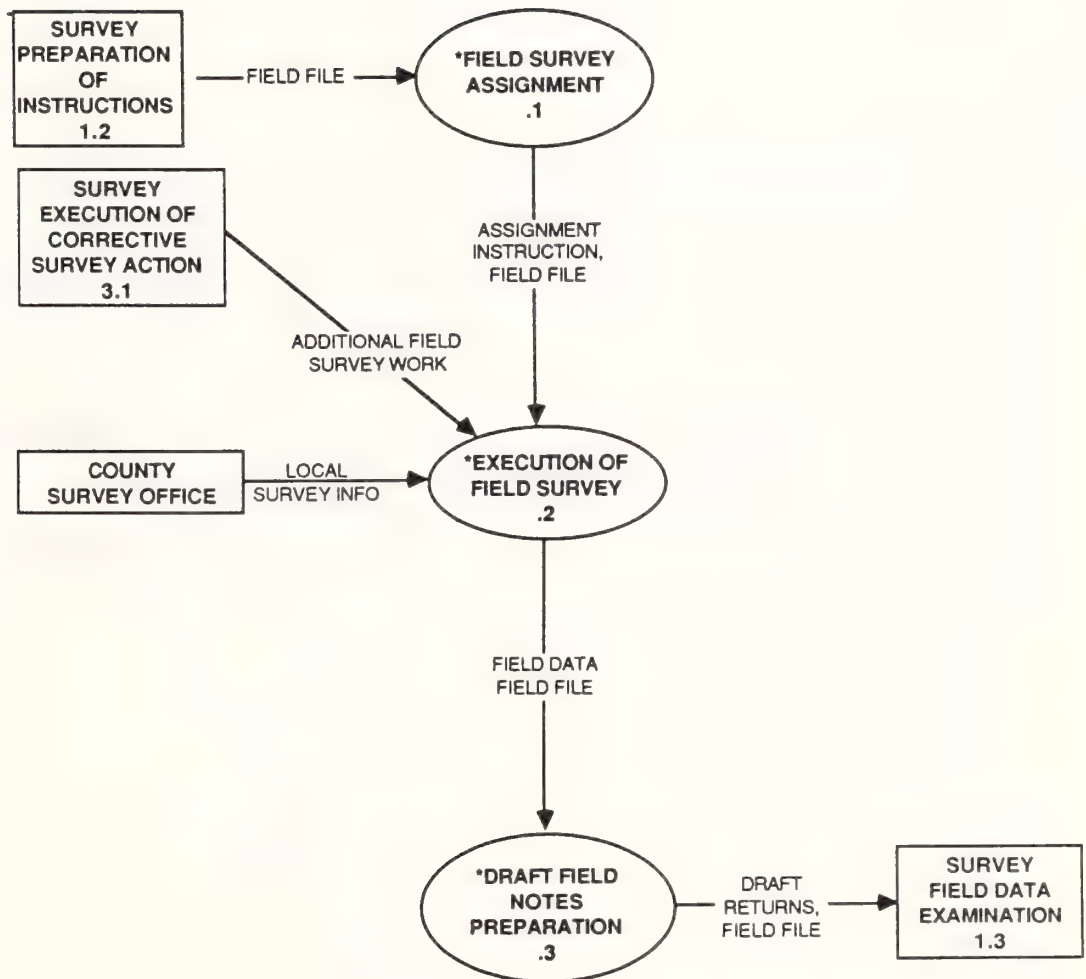 SURVEY
PREPARATION
OF
INSTRUCTIONS
1.2
FIELD FILE
*FIELD SURVEY
ASSIGNMENT
.1
SURVEY
EXECUTION OF
CORRECTIVE
SURVEY ACTION
3.1
ASSIGNMENT
INSTRUCTION,
FIELD FILE
ADDITIONAL FIELD
SURVEY WORK
COUNTY
SURVEY OFFICE
LOCAL
SURVEY INFO
*EXECUTION OF
FIELD SURVEY
.2
FIELD DATA
FIELD FILE
*DRAFT FIELD
NOTES
PREPARATION
.3
DRAFT
RETURNS,
FIELD FILE
SURVEY
FIELD DATA
EXAMINATION
1.3